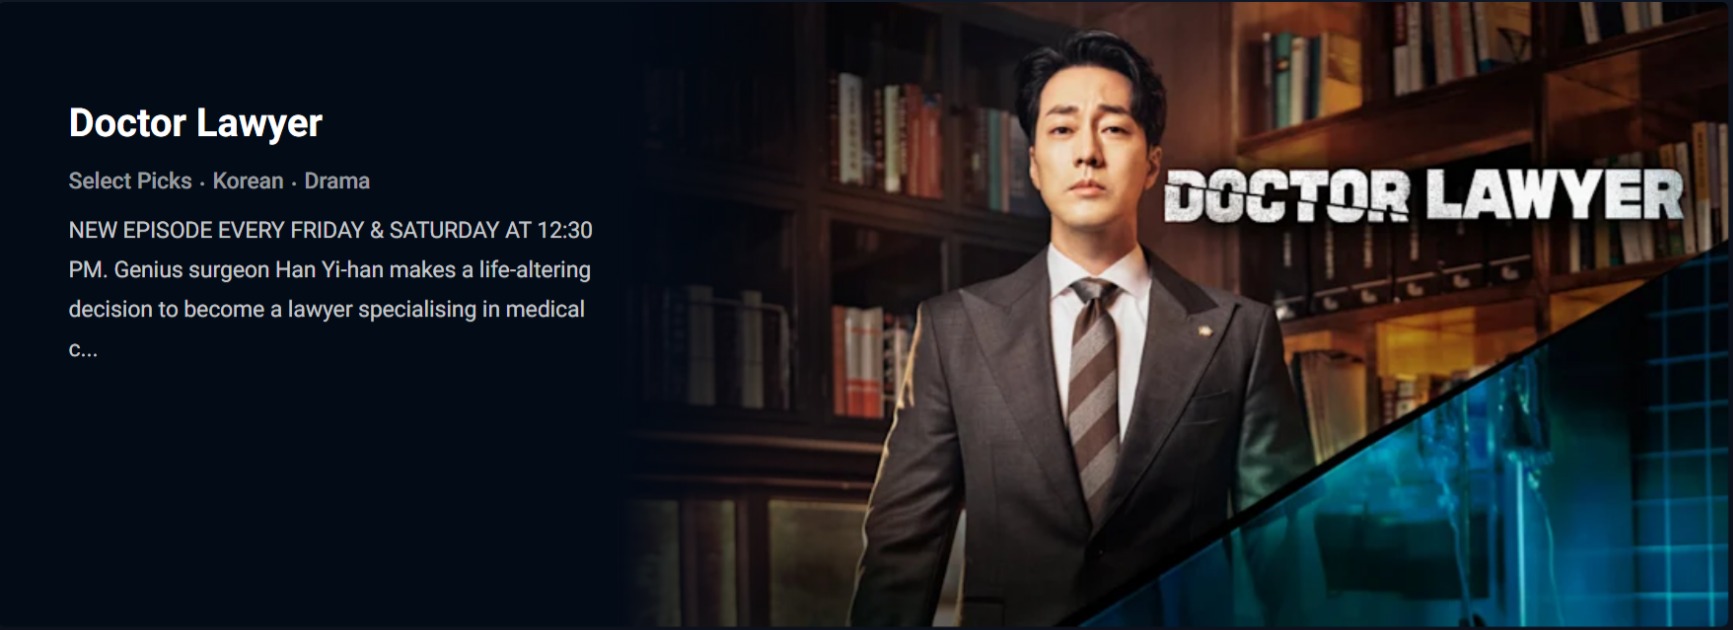 Doctor Lawyer
Select Picks · Korean · Drama
NEW EPISODE EVERY FRIDAY & SATURDAY AT 12:30
PM. Genius surgeon Han Yi-han makes a life-altering
decision to become a lawyer specialising in medical
c...
DOCTOR LAWYER